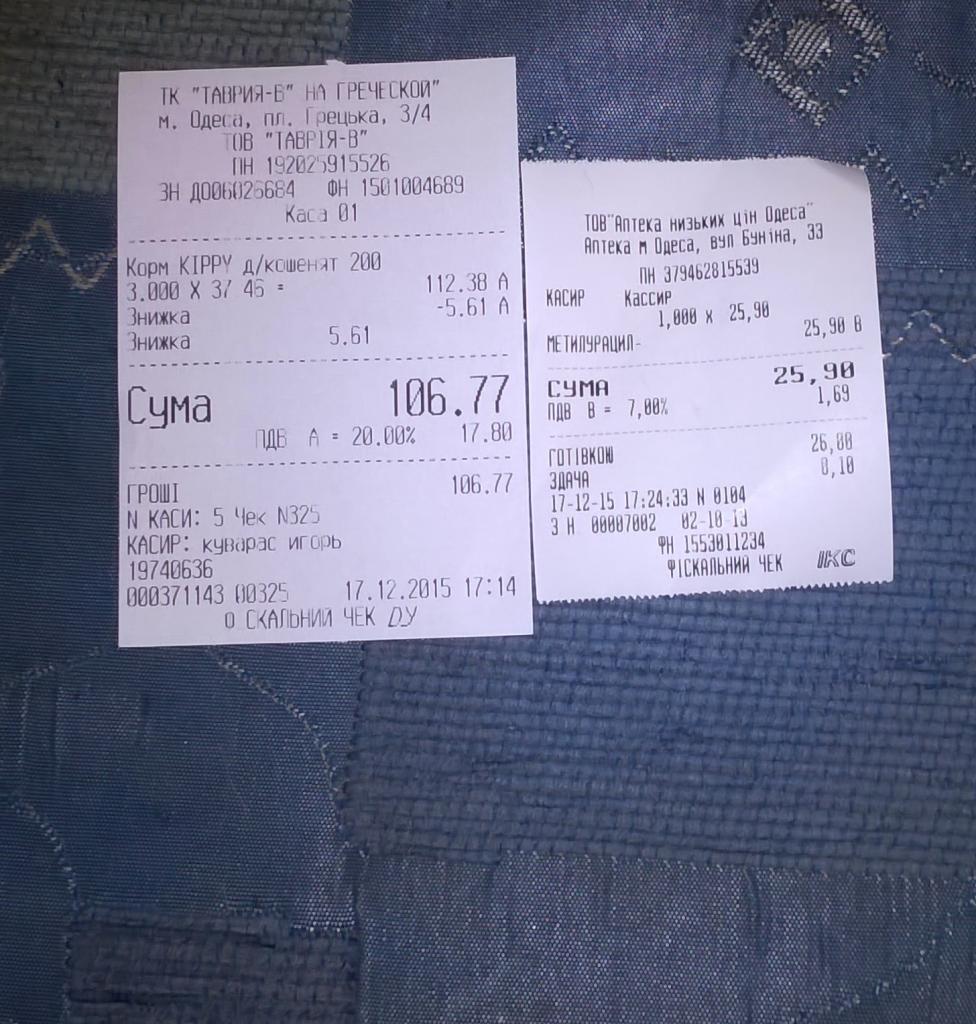 ТК "ТАВРИЯ-В" НА ГРЕЧЕСКОЙ"
м. Одеса, пл. Грецька, 3/4
ТОВ "ТАВРІЯ-В"
ПН 192025915526
ЗН ДО06026684 ФН 1501004689
Каса 01
Корм KIPPY д/кошенят 200
3.000 X 37 46 = 112.38 А
Знижка -5.61 А
Знижка 5.61
Сума 106.77
ПДВ А = 20.00% 17.80
ГРОШІ 106.77
N КАСИ: 5 Чек N325
КАСИР: куварас игорь
19740636
000371143 00325 17.12.2015 17:14
О СКАЛЬНИЙ ЧЕК ДУ
ТОВ"Аптека низьких цін Одеса"
Аптека м Одеса, вул Буніна, 33
ПН 379462815539
КАСИР Кассир
1,000 x 25,90
МЕТИЛУРАЦИЛ- 25,90 В
СУМА 25,90
ПДВ В = 7,00% 1,69
ГОТІВКОЮ 26,00
ЗДАЧА 0,10
17-12-15 17:24:33 N 0104
З Н 00007002 02-10-13
ФН 1553011234
ФІСКАЛЬНИЙ ЧЕК ІКС